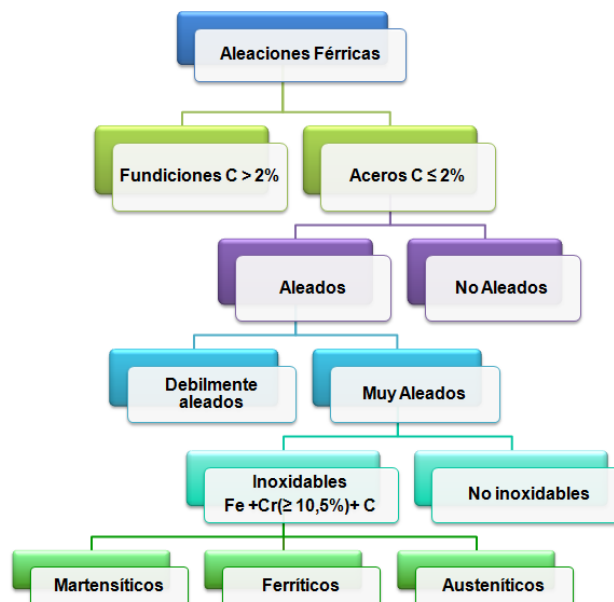 Aleaciones Férricas
Fundiciones C > 2%
Aceros C ≤ 2%
Aleados
No Aleados
Debilmente
aleados
Muy Aleados
Inoxidables
Fe +Cr(≥ 10,5%)+ C
No inoxidables
Martensíticos
Ferríticos
Austeníticos